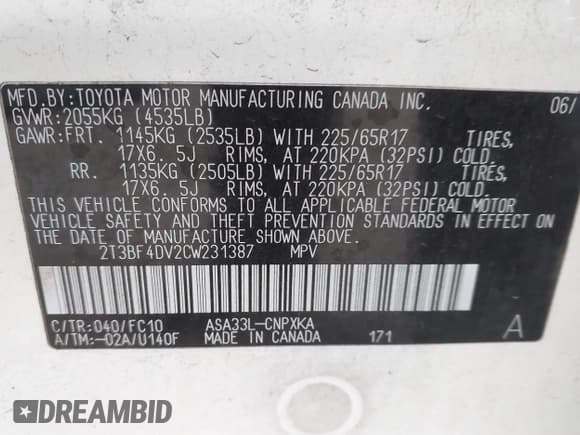 MFD.BY:TOYOTA MOTOR MANUFACTURING CANADA INC. 06/
GVWR:2055KG (4535LB)
GAWR:FRT. 1145KG (2535LB) WITH 225/65R17 TIRES,
17X6. 5J RIMS, AT 220KPA (32PSI) COLD.
RR. 1135KG (2505LB) WITH 225/65R17 TIRES,
17X6. 5J RIMS, AT 220KPA (32PSI) COLD.
THIS VEHICLE CONFORMS TO ALL APPLICABLE FEDERAL MOTOR
VEHICLE SAFETY AND THEFT PREVENTION STANDARDS IN EFFECT ON
THE DATE OF MANUFACTURE SHOWN ABOVE.
2T3BF4DV2CW231387 MPV
C/TR:040/FC10 ASA33L-CNPXKA A
A/TM:-02A/U140F MADE IN CANADA 171
DREAMBID